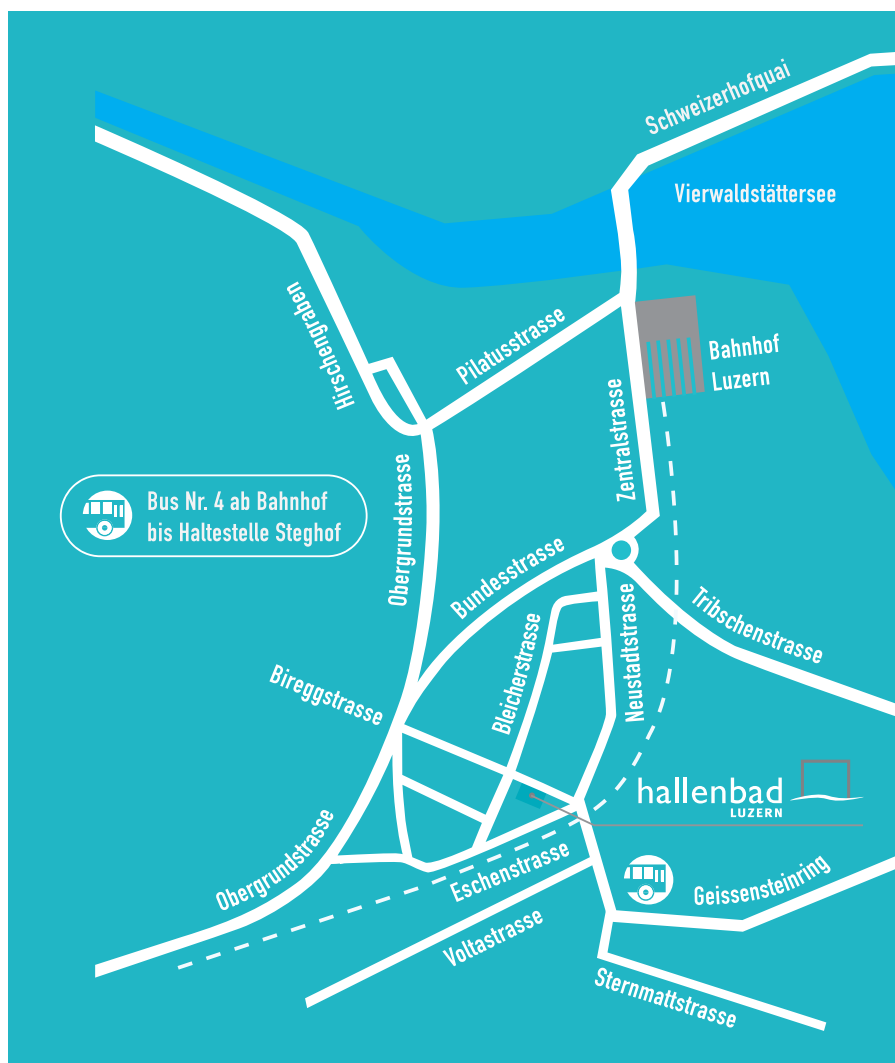 Schweizerhofquai
Vierwaldstättersee
Hirschengraben
Pilatusstrasse
Bahnhof
Luzern
Zentralstrasse
Obergrundstrasse
Bus Nr. 4 ab Bahnhof
bis Haltestelle Steghof
Bundesstrasse
Tribschenstrasse
Neustadtstrasse
Bleicherstrasse
Bireggstrasse
hallenbad
LUZERN
Obergrundstrasse
Eschenstrasse
Geissensteinring
Voltastrasse
Sternmattstrasse